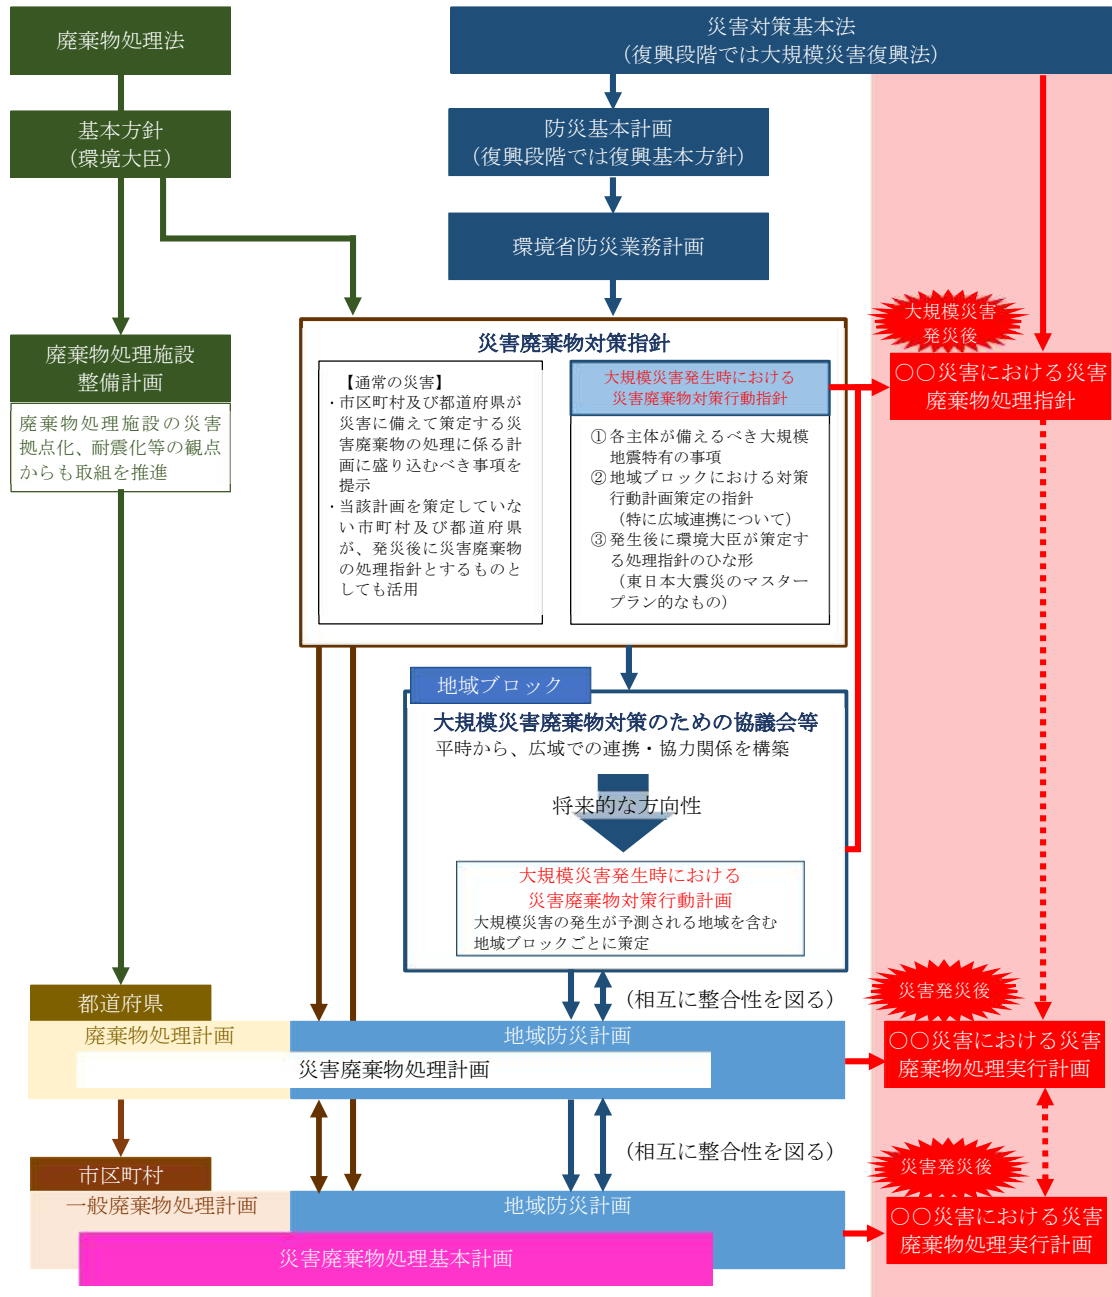 廃棄物処理法
災害対策基本法
（復興段階では大規模災害復興法）
基本方針
（環境大臣）
防災基本計画
（復興段階では復興基本方針）
環境省防災業務計画
大規模災害
発災後
〇〇災害における災害
廃棄物処理指針
廃棄物処理施設
整備計画
廃棄物処理施設の災害
拠点化、耐震化等の観点
からも取組を推進
災害廃棄物対策指針
【通常の災害】
・市区町村及び都道府県が
災害に備えて策定する災
害廃棄物の処理に係る計
画に盛り込むべき事項を
提示
・当該計画を策定していな
い市町村及び都道府県
が、発災後に災害廃棄物
の処理指針とするものと
しても活用
大規模災害発生時における
災害廃棄物対策行動指針
①各主体が備えるべき大規模
地震特有の事項
②地域ブロックにおける対策
行動計画策定の指針
（特に広域連携について）
③発生後に環境大臣が策定す
る処理指針のひな形
（東日本大震災のマスター
プラン的なもの）
地域ブロック
大規模災害廃棄物対策のための協議会等
平時から、広域での連携・協力関係を構築
将来的な方向性
大規模災害発生時における
災害廃棄物対策行動計画
大規模災害の発生が予測される地域を含む
地域ブロックごとに策定
（相互に整合性を図る）
都道府県
廃棄物処理計画
地域防災計画
災害廃棄物処理計画
災害発災後
〇〇災害における災害
廃棄物処理実行計画
（相互に整合性を図る）
市区町村
一般廃棄物処理計画
地域防災計画
災害廃棄物処理基本計画
災害発災後
〇〇災害における災害
廃棄物処理実行計画